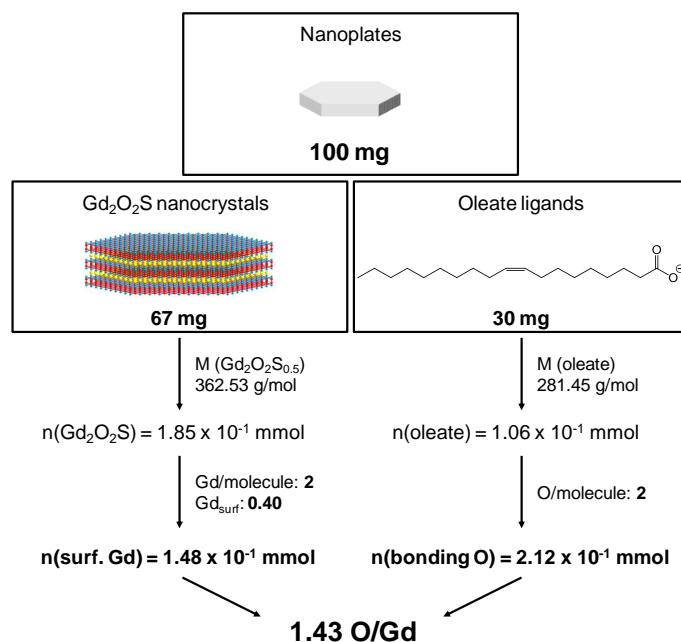 Nanoplates
100 mg
Gd₂O₂S nanocrystals
67 mg
Oleate ligands
O
O⊖
30 mg
M (Gd₂O₂S₀.₅)
362.53 g/mol
M (oleate)
281.45 g/mol
n(Gd₂O₂S) = 1.85 x 10⁻¹ mmol
n(oleate) = 1.06 x 10⁻¹ mmol
Gd/molecule: 2
Gdsurf: 0.40
O/molecule: 2
n(surf. Gd) = 1.48 x 10⁻¹ mmol
n(bonding O) = 2.12 x 10⁻¹ mmol
1.43 O/Gd